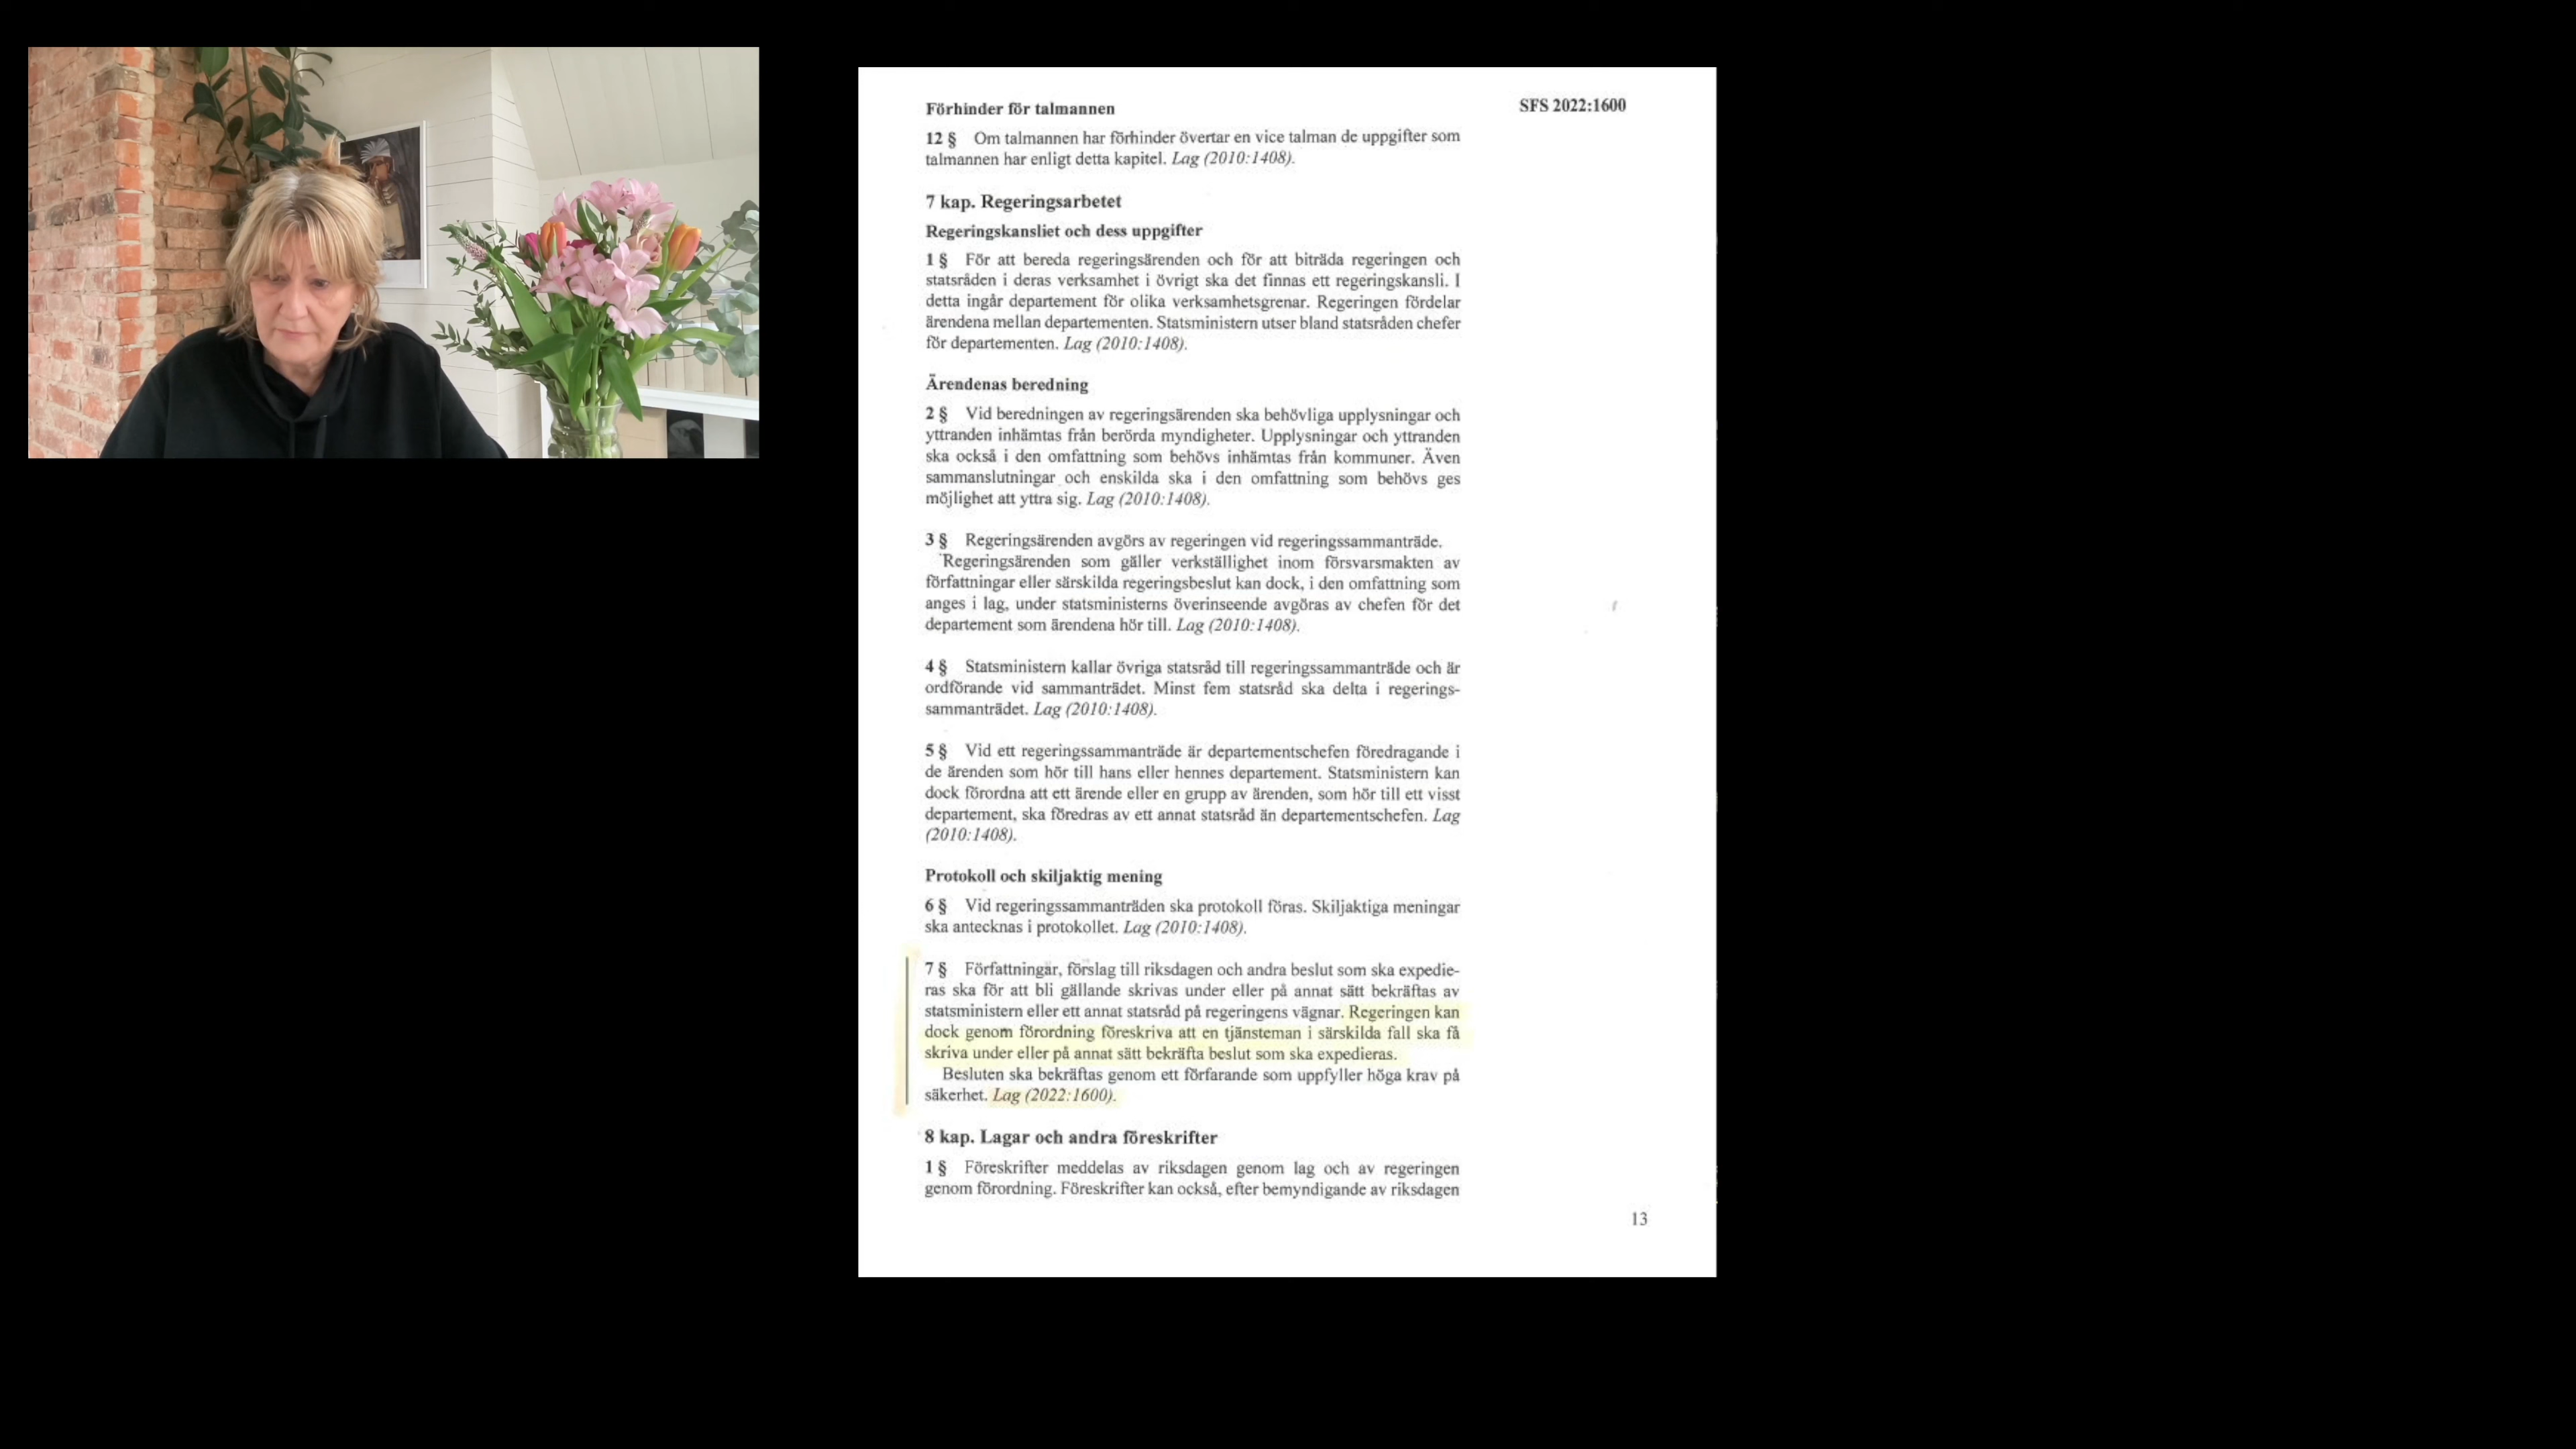 Förhinder för talmannen
SFS 2022:1600
12 § Om talmannen har förhinder övertar en vice talman de uppgifter som
talmannen har enligt detta kapitel. Lag (2010:1408).
7 kap. Regeringsarbetet
Regeringskansliet och dess uppgifter
1 § För att bereda regeringsärenden och för att biträda regeringen och
statsråden i deras verksamhet i övrigt ska det finnas ett regeringskansli. I
detta ingår departement för olika verksamhetsgrenar. Regeringen fördelar
ärendena mellan departementen. Statsministern utser bland statsråden chefer
för departementen. Lag (2010:1408).
Ärendenas beredning
2 § Vid beredningen av regeringsärenden ska behövliga upplysningar och
yttranden inhämtas från berörda myndigheter. Upplysningar och yttranden
ska också i den omfattning som behövs inhämtas från kommuner. Även
sammanslutningar och enskilda ska i den omfattning som behövs ges
möjlighet att yttra sig. Lag (2010:1408).
3 § Regeringsärenden avgörs av regeringen vid regeringssammanträde.
Regeringsärenden som gäller verkställighet inom försvarsmakten av
författningar eller särskilda regeringsbeslut kan dock, i den omfattning som
anges i lag, under statsministerns överinseende avgöras av chefen för det
departement som ärendena hör till. Lag (2010:1408).
4 § Statsministern kallar övriga statsråd till regeringssammanträde och är
ordförande vid sammanträdet. Minst fem statsråd ska delta i regerings-
sammanträdet. Lag (2010:1408).
5 § Vid ett regeringssammanträde är departementschefen föredragande i
de ärenden som hör till hans eller hennes departement. Statsministern kan
dock förordna att ett ärende eller en grupp av ärenden, som hör till ett visst
departement, ska föredras av ett annat statsråd än departementschefen. Lag
(2010:1408).
Protokoll och skiljaktig mening
6 § Vid regeringssammanträden ska protokoll föras. Skiljaktiga meningar
ska antecknas i protokollet. Lag (2010:1408).
7 § Författningar, förslag till riksdagen och andra beslut som ska expedie-
ras ska för att bli gällande skrivas under eller på annat sätt bekräftas av
statsministern eller ett annat statsråd på regeringens vägnar. Regeringen kan
dock genom förordning föreskriva att en tjänsteman i särskilda fall ska få
skriva under eller på annat sätt bekräfta beslut som ska expedieras.
Besluten ska bekräftas genom ett förfarande som uppfyller höga krav på
säkerhet. Lag (2022:1600).
8 kap. Lagar och andra föreskrifter
1 § Föreskrifter meddelas av riksdagen genom lag och av regeringen
genom förordning. Föreskrifter kan också, efter bemyndigande av riksdagen
13